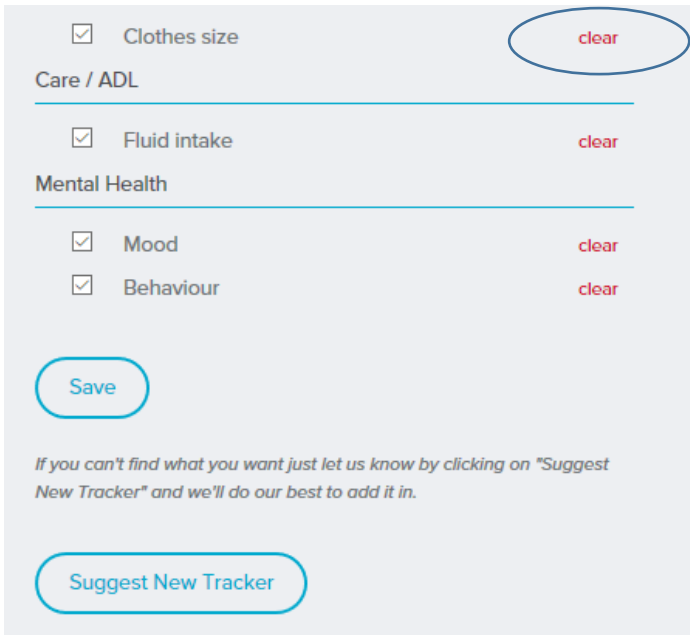 Clothes size clear
Care / ADL
Fluid intake clear
Mental Health
Mood clear
Behaviour clear
Save
If you can't find what you want just let us know by clicking on "Suggest
New Tracker" and we'll do our best to add it in.
Suggest New Tracker